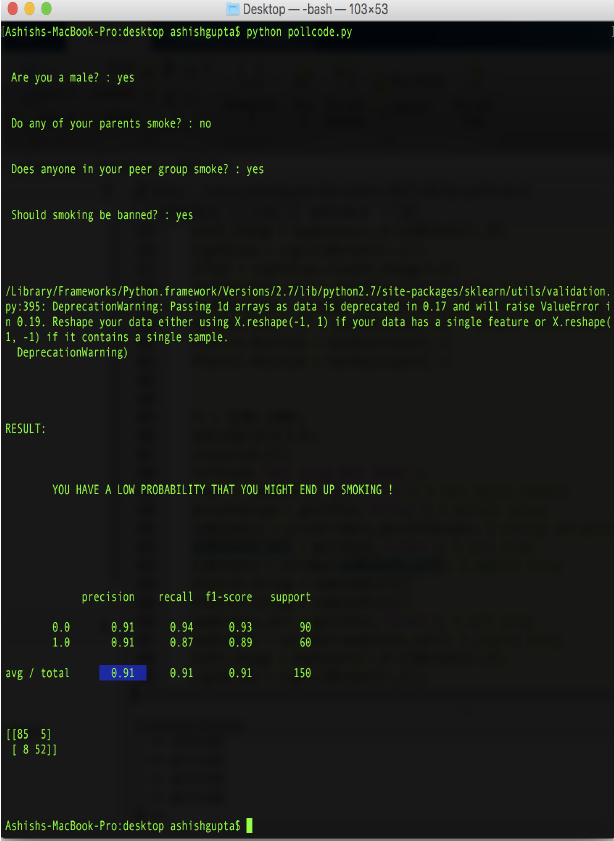 Desktop — -bash — 103×53
[Ashishs-MacBook-Pro:desktop ashishgupta$ python pollcode.py ]
Are you a male? : yes
Do any of your parents smoke? : no
Does anyone in your peer group smoke? : yes
Should smoking be banned? : yes
/Library/Frameworks/Python.framework/Versions/2.7/lib/python2.7/site-packages/sklearn/utils/validation.
py:395: DeprecationWarning: Passing 1d arrays as data is deprecated in 0.17 and will raise ValueError i
n 0.19. Reshape your data either using X.reshape(-1, 1) if your data has a single feature or X.reshape(
1, -1) if it contains a single sample.
DeprecationWarning)
RESULT:
YOU HAVE A LOW PROBABILITY THAT YOU MIGHT END UP SMOKING !
precision recall f1-score support
0.0 0.91 0.94 0.93 90
1.0 0.91 0.87 0.89 60
avg / total 0.91 0.91 0.91 150
[[85 5]
[ 8 52]]
Ashishs-MacBook-Pro:desktop ashishgupta$